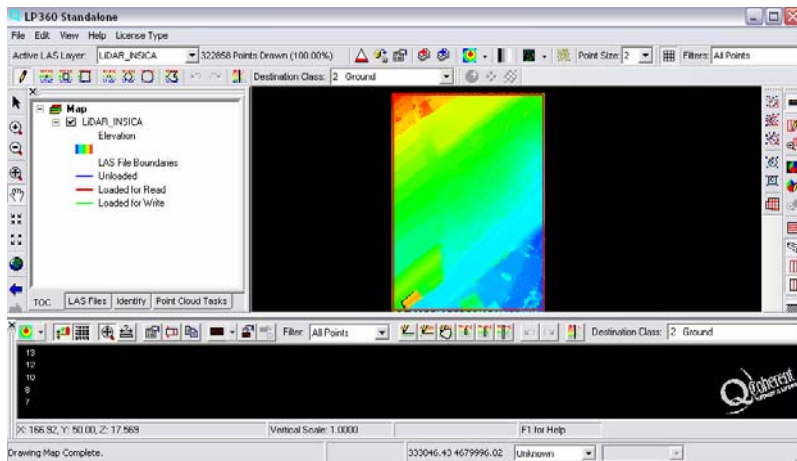 LP360 Standalone
File Edit View Help License Type
Active LAS Layer: LiDAR_INSICA 322858 Points Drawn (100.00%) Point Size: 2 Filters: All Points
Destination Class: 2 Ground
Map
LiDAR_INSICA
Elevation
LAS File Boundaries
Unloaded
Loaded for Read
Loaded for Write
TOC LAS Files Identify Point Cloud Tasks
Filter: All Points Destination Class: 2 Ground
13
12
10
8
7
QCoherent
X: 166.92, Y: 50.00, Z: 17.569 Vertical Scale: 1.0000 F1 for Help
Drawing Map Complete. 333046.43 4679996.02 Unknown